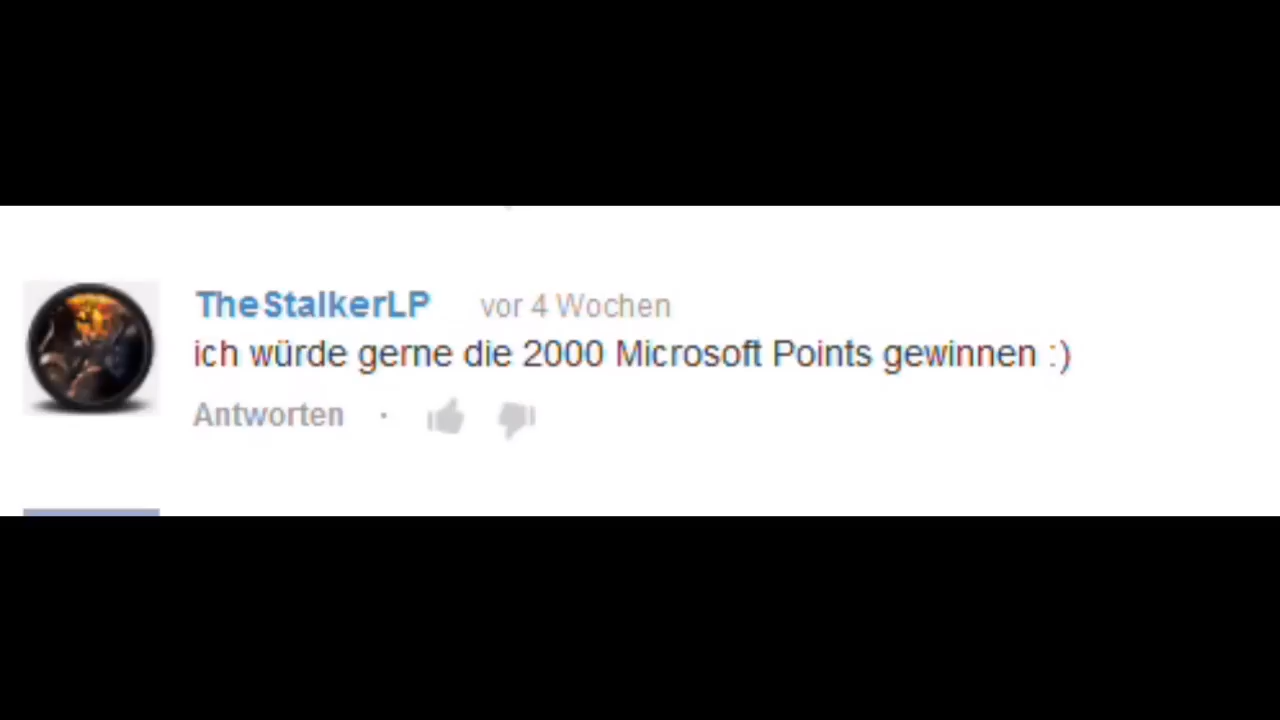 TheStalkerLP vor 4 Wochen
ich würde gerne die 2000 Microsoft Points gewinnen :)
Antworten ·